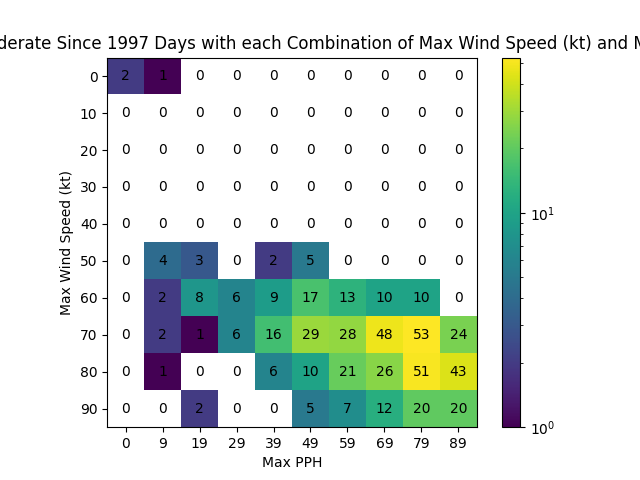 derate Since 1997 Days with each Combination of Max Wind Speed (kt) and M
0 2 1 0 0 0 0 0 0 0 0
10 0 0 0 0 0 0 0 0 0 0
20 0 0 0 0 0 0 0 0 0 0
30 0 0 0 0 0 0 0 0 0 0
40 0 0 0 0 0 0 0 0 0 0
50 0 4 3 0 2 5 0 0 0 0
60 0 2 8 6 9 17 13 10 10 0
70 0 2 1 6 16 29 28 48 53 24
80 0 1 0 0 6 10 21 26 51 43
90 0 0 2 0 0 5 7 12 20 20
0 9 19 29 39 49 59 69 79 89
Max PPH
Max Wind Speed (kt)
10¹
10⁰